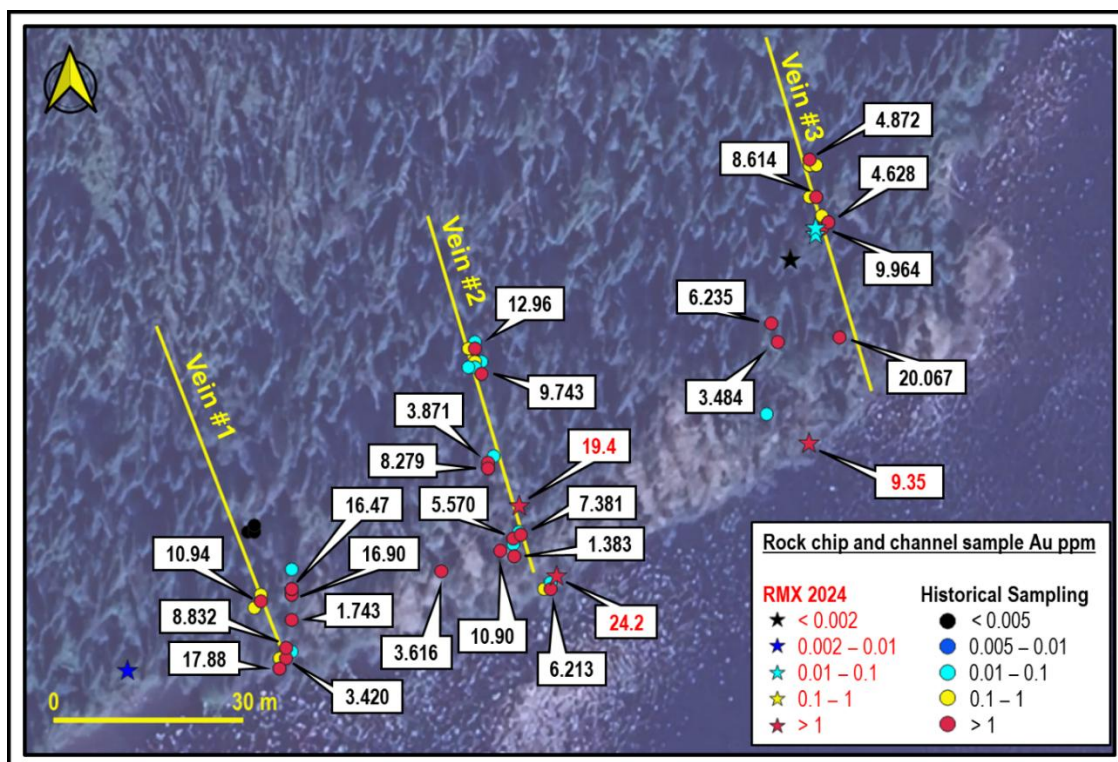 Vein #3
4.872
8.614
4.628
9.964
Vein #2
6.235
12.96
20.067
3.484
9.743
Vein #1
3.871
19.4
8.279
9.35
16.47
5.570
7.381
10.94
16.90
1.383
8.832
1.743
3.616
10.90
24.2
17.88
3.420
6.213
0 30 m
Rock chip and channel sample Au ppm
RMX 2024 Historical Sampling
< 0.002 < 0.005
0.002 – 0.01 0.005 – 0.01
0.01 – 0.1 0.01 – 0.1
0.1 – 1 0.1 – 1
> 1 > 1